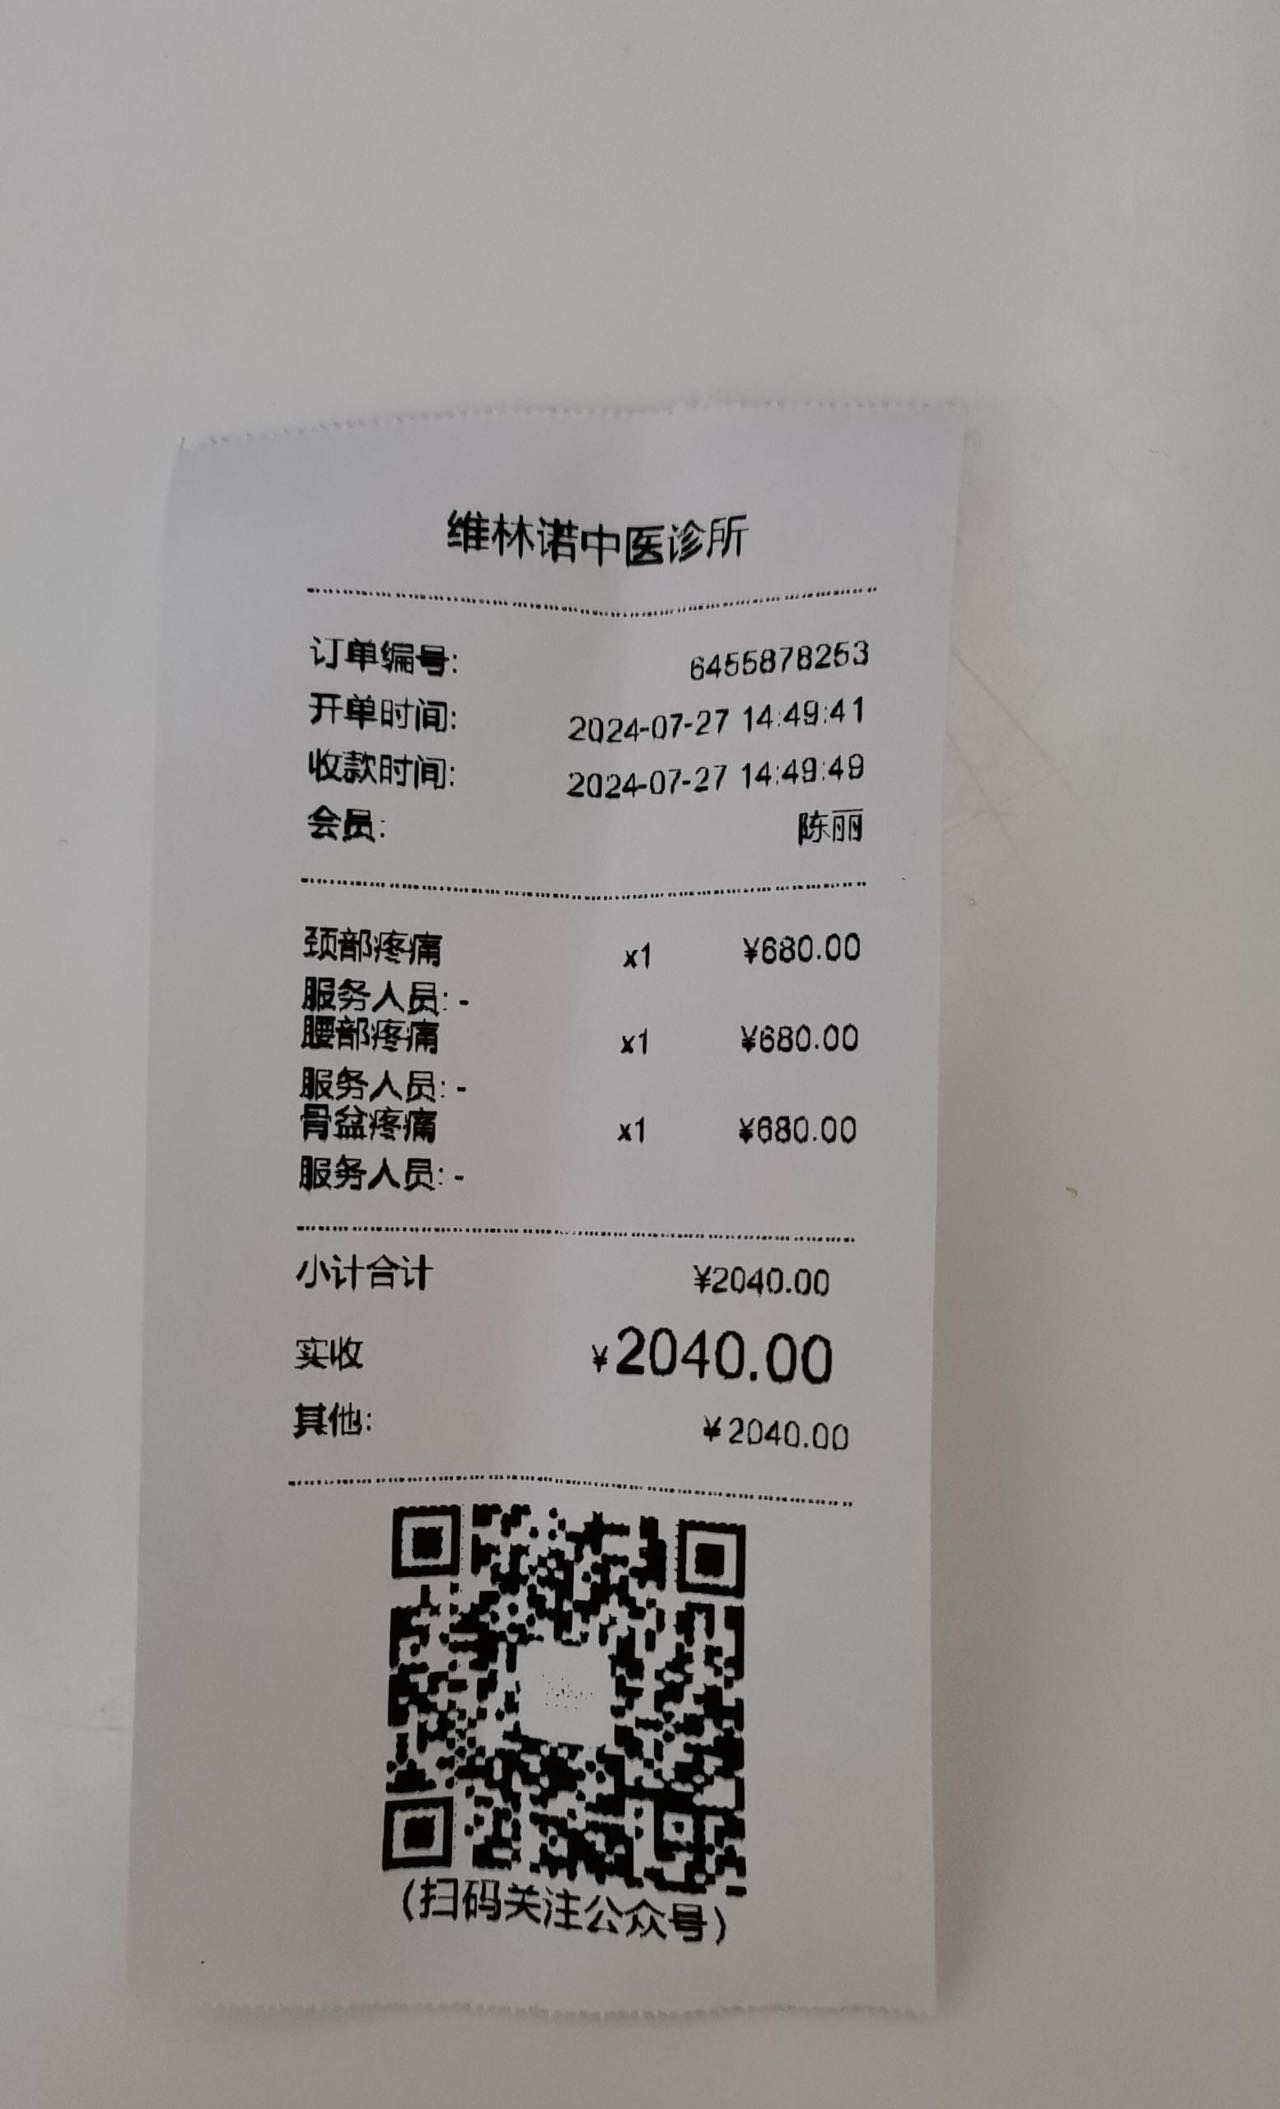 维林诺中医诊所
订单编号: 6455878253
开单时间: 2024-07-27 14:49:41
收款时间: 2024-07-27 14:49:49
会员: 陈丽
颈部疼痛 x1 ¥680.00
服务人员: -
腰部疼痛 x1 ¥680.00
服务人员: -
骨盆疼痛 x1 ¥680.00
服务人员: -
小计合计 ¥2040.00
实收 ¥2040.00
其他: ¥2040.00
(扫码关注公众号)